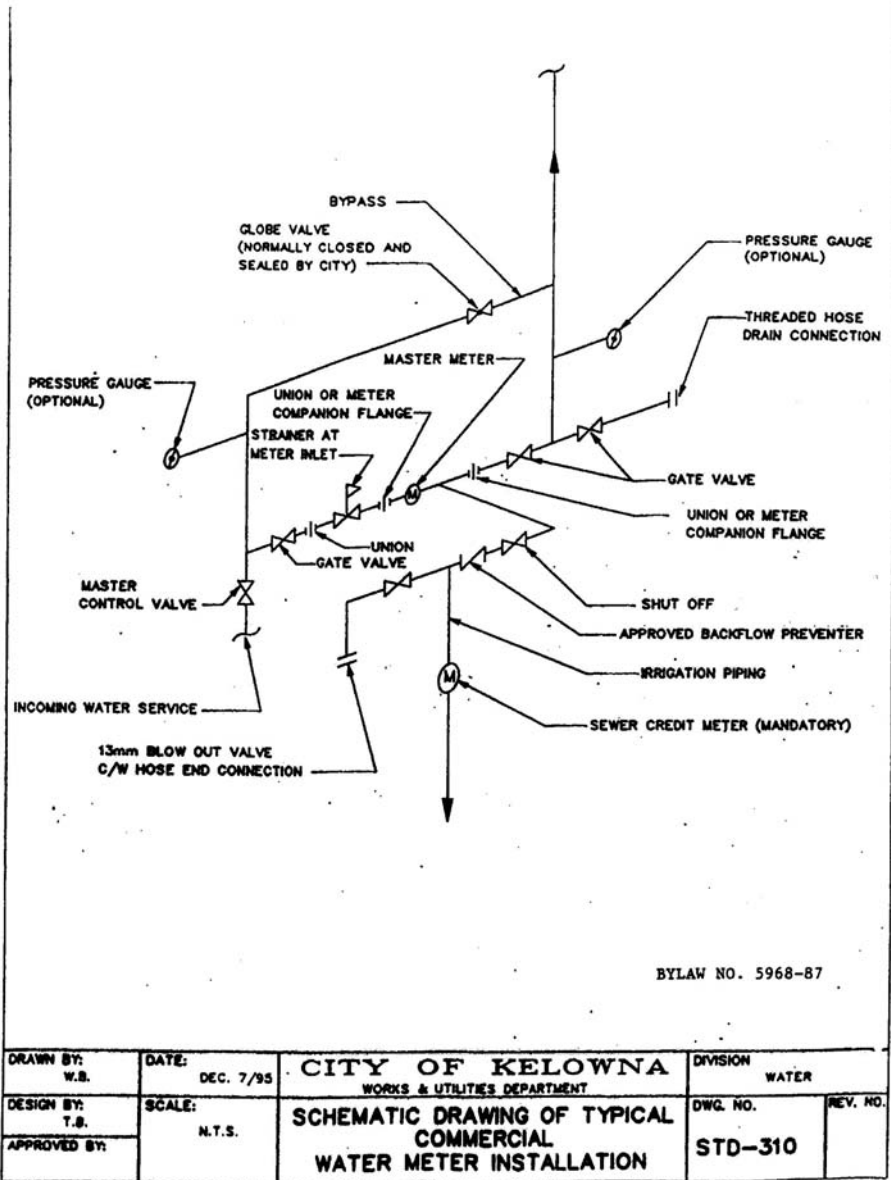 BYPASS
GLOBE VALVE
(NORMALLY CLOSED AND
SEALED BY CITY)
PRESSURE GAUGE
(OPTIONAL)
THREADED HOSE
DRAIN CONNECTION
MASTER METER
PRESSURE GAUGE
(OPTIONAL)
UNION OR METER
COMPANION FLANGE
STRAINER AT
METER INLET
M
GATE VALVE
UNION OR METER
COMPANION FLANGE
UNION
GATE VALVE
MASTER
CONTROL VALVE
SHUT OFF
APPROVED BACKFLOW PREVENTER
IRRIGATION PIPING
M
INCOMING WATER SERVICE
SEWER CREDIT METER (MANDATORY)
13mm BLOW OUT VALVE
C/W HOSE END CONNECTION
BYLAW NO. 5968-87
DRAWN BY:
W.B.
DATE:
DEC. 7/95
CITY OF KELOWNA
WORKS & UTILITIES DEPARTMENT
DIVISION
WATER
DESIGN BY:
T.B.
SCALE:
N.T.S.
SCHEMATIC DRAWING OF TYPICAL
COMMERCIAL
WATER METER INSTALLATION
DWG. NO.
STD-310
REV. NO.
APPROVED BY: